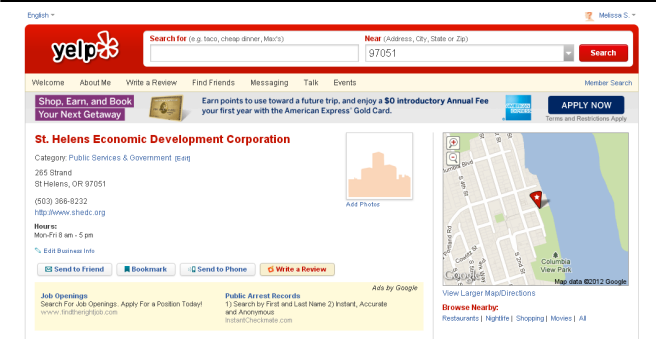 English
Melissa S.
yelp
Search for (e.g. taco, cheap dinner, Max's)
Near (Address, City, State or Zip)
97051
Search
Welcome About Me Write a Review Find Friends Messaging Talk Events Member Search
Shop, Earn, and Book
Your Next Getaway
Earn points to use toward a future trip, and enjoy a $0 introductory Annual Fee
your first year with the American Express® Gold Card.
AMERICAN EXPRESS
APPLY NOW
Terms and Restrictions Apply
St. Helens Economic Development Corporation
Category: Public Services & Government [Edit]
265 Strand
St Helens, OR 97051
(503) 366-8232
http://www.shedc.org
Hours:
Mon-Fri 8 am - 5 pm
Edit Business Info
Add Photos
Send to Friend Bookmark Send to Phone Write a Review
Ads by Google
Job Openings
Search For Job Openings. Apply For a Position Today!
www.findtherightjob.com
Public Arrest Records
1) Search by First and Last Name 2) Instant, Accurate
and Anonymous
InstantCheckmate.com
S 4th St
S 2nd St
Columbia
View Park
Google
Map data ©2012 Google
View Larger Map/Directions
Browse Nearby:
Restaurants | Nightlife | Shopping | Movies | All